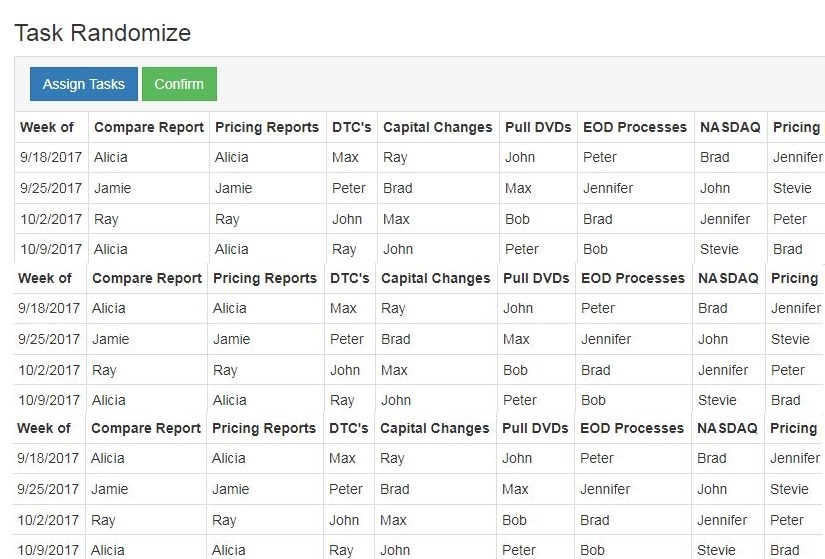 Task Randomize
Assign Tasks Confirm
Week of Compare Report Pricing Reports DTC's Capital Changes Pull DVDs EOD Processes NASDAQ Pricing
9/18/2017 Alicia Alicia Max Ray John Peter Brad Jennifer
9/25/2017 Jamie Jamie Peter Brad Max Jennifer John Stevie
10/2/2017 Ray Ray John Max Bob Brad Jennifer Peter
10/9/2017 Alicia Alicia Ray John Peter Bob Stevie Brad
Week of Compare Report Pricing Reports DTC's Capital Changes Pull DVDs EOD Processes NASDAQ Pricing
9/18/2017 Alicia Alicia Max Ray John Peter Brad Jennifer
9/25/2017 Jamie Jamie Peter Brad Max Jennifer John Stevie
10/2/2017 Ray Ray John Max Bob Brad Jennifer Peter
10/9/2017 Alicia Alicia Ray John Peter Bob Stevie Brad
Week of Compare Report Pricing Reports DTC's Capital Changes Pull DVDs EOD Processes NASDAQ Pricing
9/18/2017 Alicia Alicia Max Ray John Peter Brad Jennifer
9/25/2017 Jamie Jamie Peter Brad Max Jennifer John Stevie
10/2/2017 Ray Ray John Max Bob Brad Jennifer Peter
10/9/2017 Alicia Alicia Ray John Peter Bob Stevie Brad